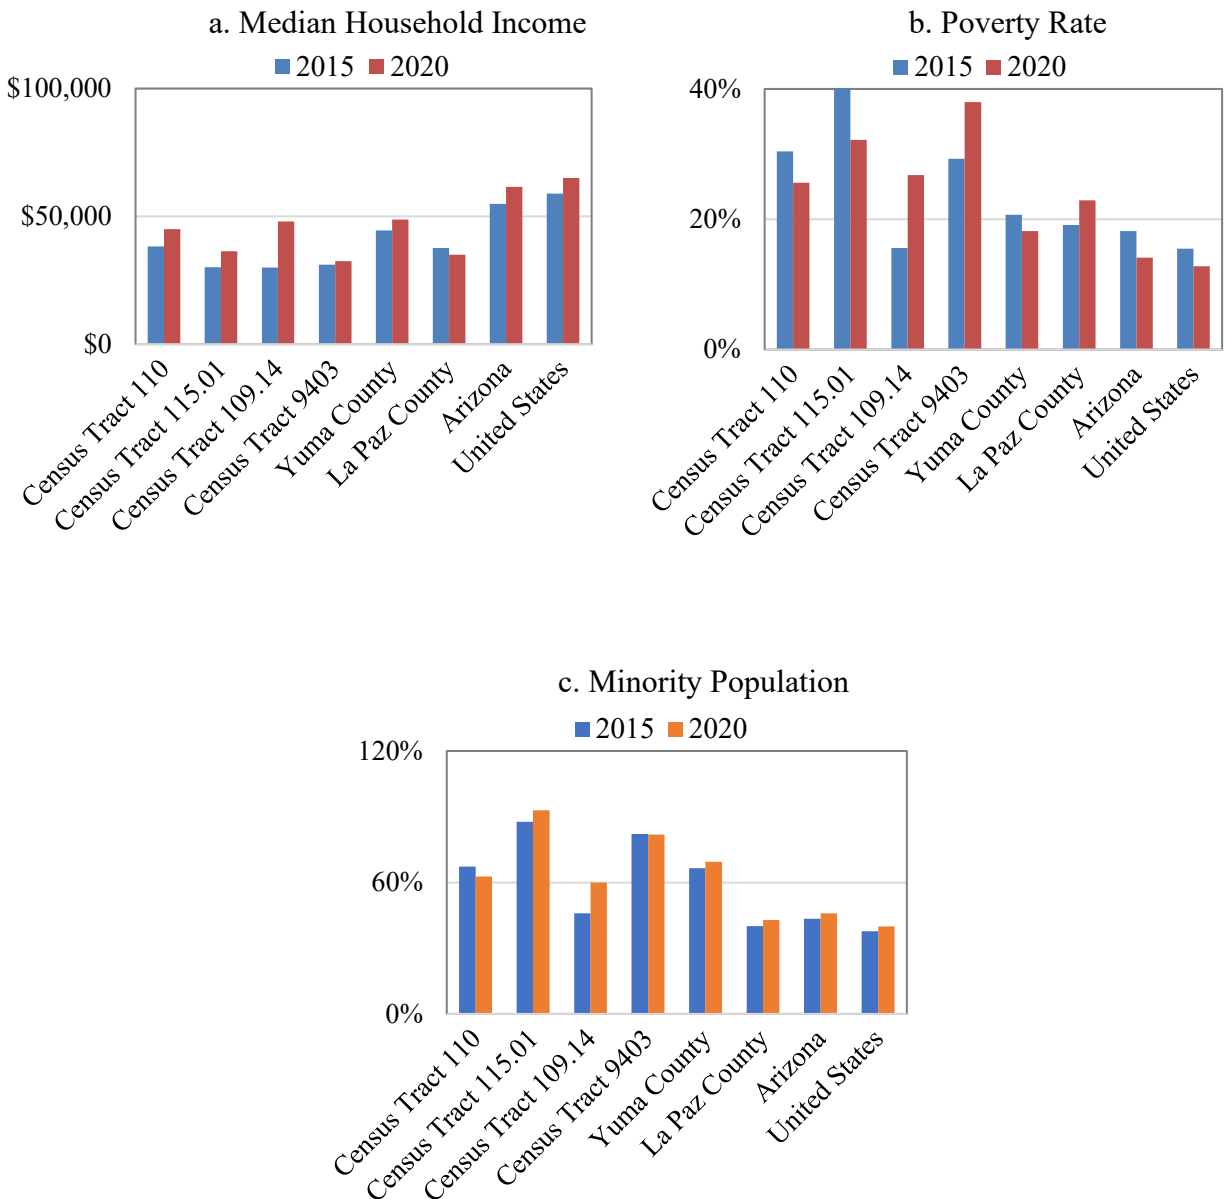 a. Median Household Income
2015 2020
$100,000
$50,000
$0
Census Tract 110
Census Tract 115.01
Census Tract 109.14
Census Tract 9403
Yuma County
La Paz County
Arizona
United States
b. Poverty Rate
2015 2020
40%
20%
0%
Census Tract 110
Census Tract 115.01
Census Tract 109.14
Census Tract 9403
Yuma County
La Paz County
Arizona
United States
c. Minority Population
2015 2020
120%
60%
0%
Census Tract 110
Census Tract 115.01
Census Tract 109.14
Census Tract 9403
Yuma County
La Paz County
Arizona
United States